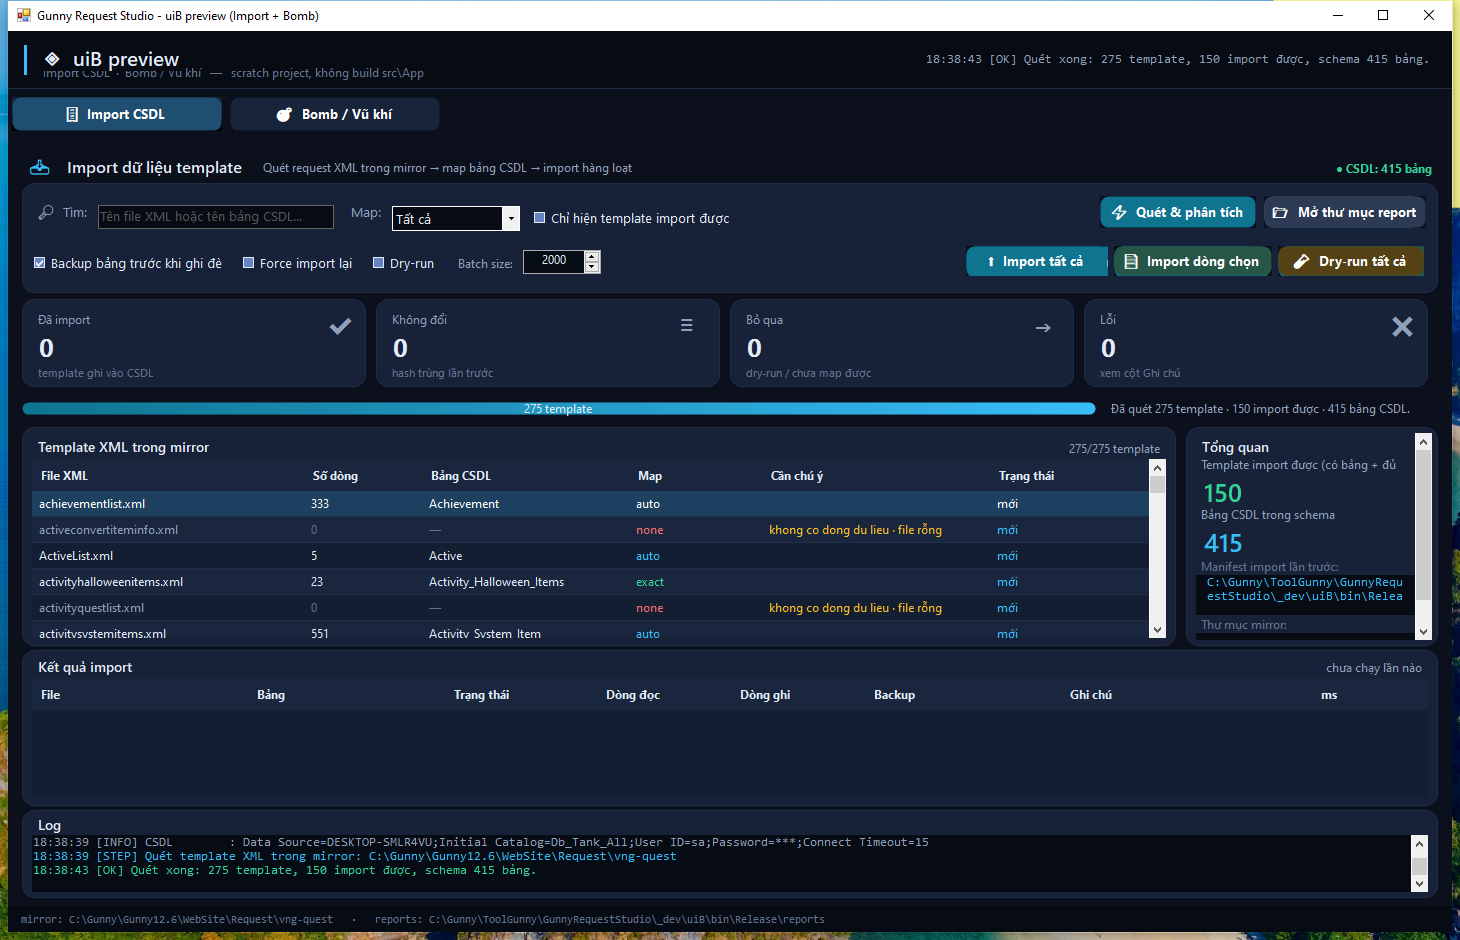 Gunny Request Studio - uiB preview (Import + Bomb)
uiB preview
Import CSDL · Bomb / Vũ khí — scratch project, không build src\App
18:38:43 [OK] Quét xong: 275 template, 150 import được, schema 415 bảng.
Import CSDL
Bomb / Vũ khí
Import dữ liệu template
Quét request XML trong mirror → map bảng CSDL → import hàng loạt
● CSDL: 415 bảng
Tìm:
Tên file XML hoặc tên bảng CSDL...
Map:
Tất cả
Chỉ hiện template import được
Quét & phân tích
Mở thư mục report
Backup bảng trước khi ghi đè
Force import lại
Dry-run
Batch size:
2000
Import tất cả
Import dòng chọn
Dry-run tất cả
Đã import
0
template ghi vào CSDL
Không đổi
0
hash trùng lần trước
Bỏ qua
0
dry-run / chưa map được
Lỗi
0
xem cột Ghi chú
275 template
Đã quét 275 template · 150 import được · 415 bảng CSDL.
Template XML trong mirror
275/275 template
File XML Số dòng Bảng CSDL Map Cần chú ý Trạng thái
achievementlist.xml 333 Achievement auto mới
activeconvertiteminfo.xml 0 — none khong co dong du lieu · file rỗng mới
ActiveList.xml 5 Active auto mới
activityhalloweenitems.xml 23 Activity_Halloween_Items exact mới
activityquestlist.xml 0 — none khong co dong du lieu · file rỗng mới
activitysystemitems.xml 551 Activity_System_Item auto mới
Tổng quan
Template import được (có bảng + đủ
150
Bảng CSDL trong schema
415
Manifest import lần trước:
C:\Gunny\ToolGunny\GunnyRequ
estStudio\_dev\uiB\bin\Relea
Thư mục mirror:
Kết quả import
chưa chạy lần nào
File Bảng Trạng thái Dòng đọc Dòng ghi Backup Ghi chú ms
Log
18:38:39 [INFO] CSDL : Data Source=DESKTOP-SMLR4VU;Initial Catalog=Db_Tank_All;User ID=sa;Password=***;Connect Timeout=15
18:38:39 [STEP] Quét template XML trong mirror: C:\Gunny\Gunny12.6\WebSite\Request\vng-quest
18:38:43 [OK] Quét xong: 275 template, 150 import được, schema 415 bảng.
mirror: C:\Gunny\Gunny12.6\WebSite\Request\vng-quest · reports: C:\Gunny\ToolGunny\GunnyRequestStudio\_dev\uiB\bin\Release\reports